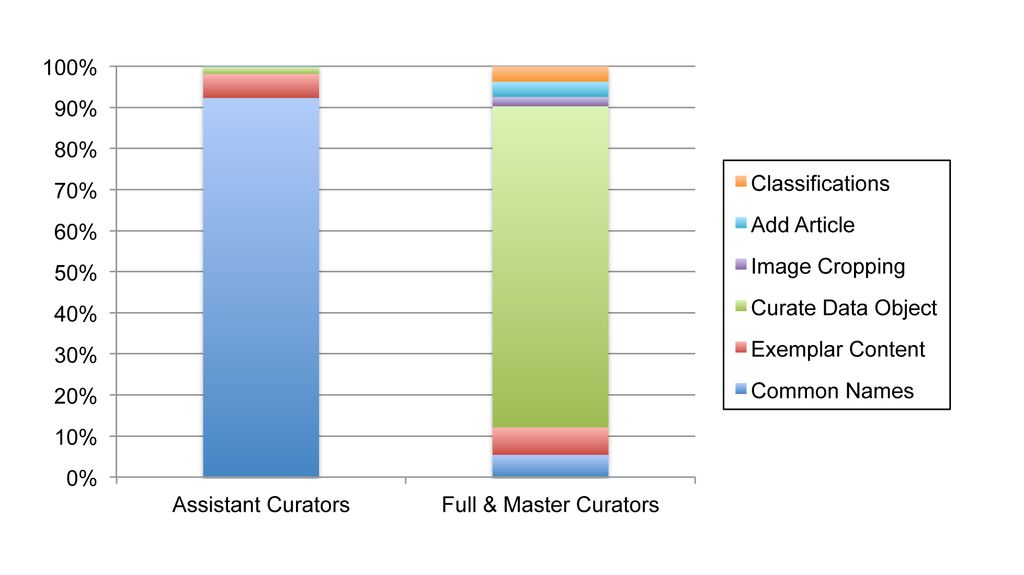 100%
90%
80%
70%
60%
50%
40%
30%
20%
10%
0%
Assistant Curators
Full & Master Curators
Classifications
Add Article
Image Cropping
Curate Data Object
Exemplar Content
Common Names